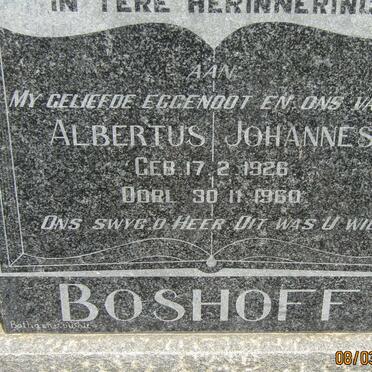 IN TERE HERINNERING
AAN
MY GELIEFDE EGGENOOT EN ONS VA
ALBERTUS JOHANNES
GEB 17.2.1926
OORL 30.11.1960
ONS SWYG O HEER DIT WAS U WIL
BOSHOFF
08/03